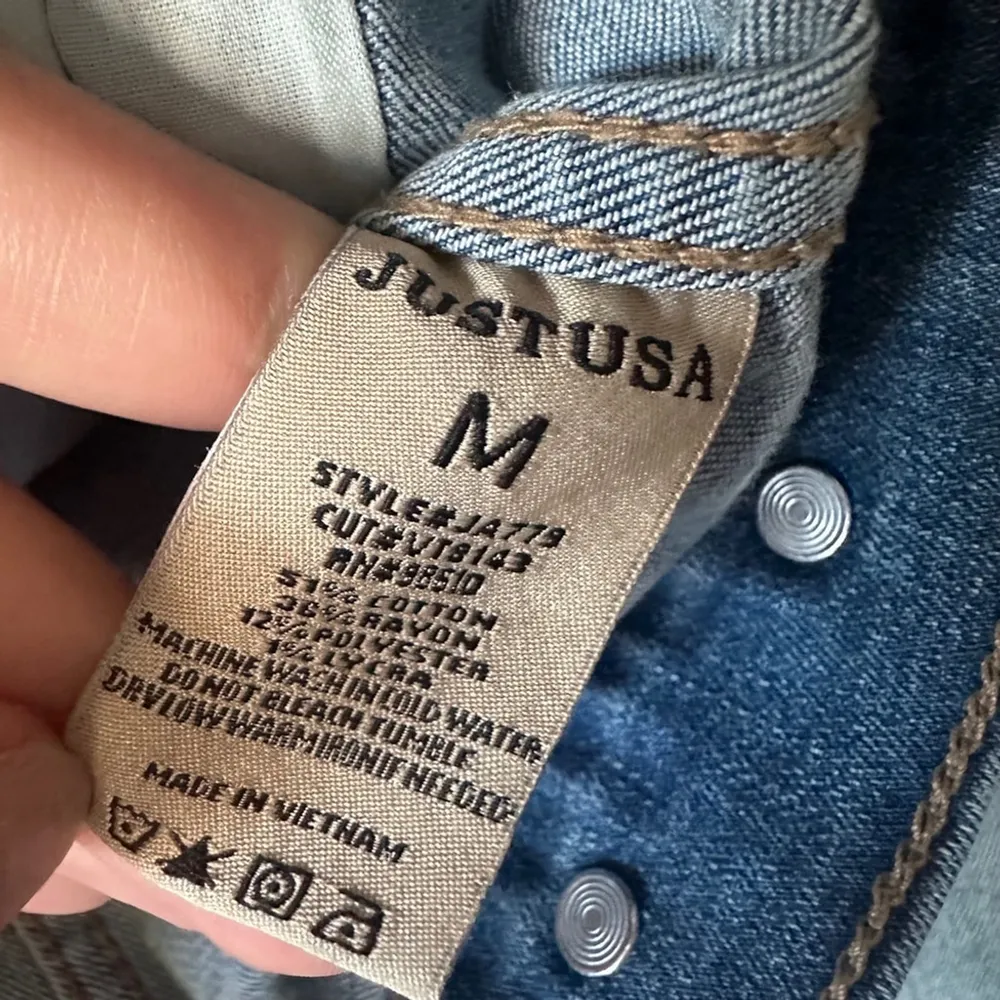 JUSTUSA
M
STYLE#JA779
CUT#VT6143
RN#98510
51% COTTON
36% RAYON
12% POLYESTER
1% LYCRA
MACHINE WASH IN COLD WATER
DO NOT BLEACH TUMBLE
DRY LOW WARM IRON IF NEEDED
MADE IN VIETNAM